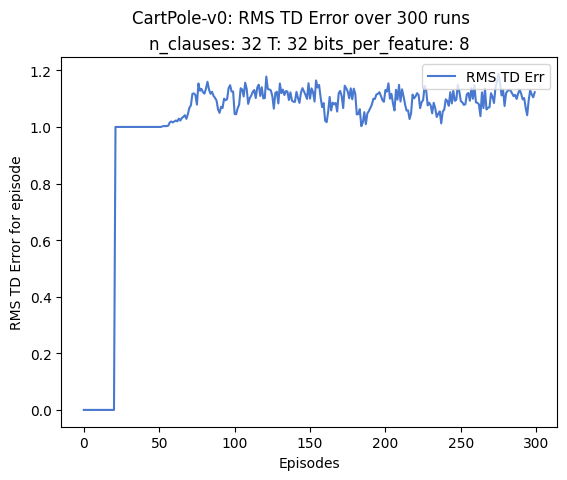 CartPole-v0: RMS TD Error over 300 runs
n_clauses: 32 T: 32 bits_per_feature: 8
RMS TD Err
1.2
1.0
0.8
0.6
0.4
0.2
0.0
RMS TD Error for episode
0 50 100 150 200 250 300
Episodes